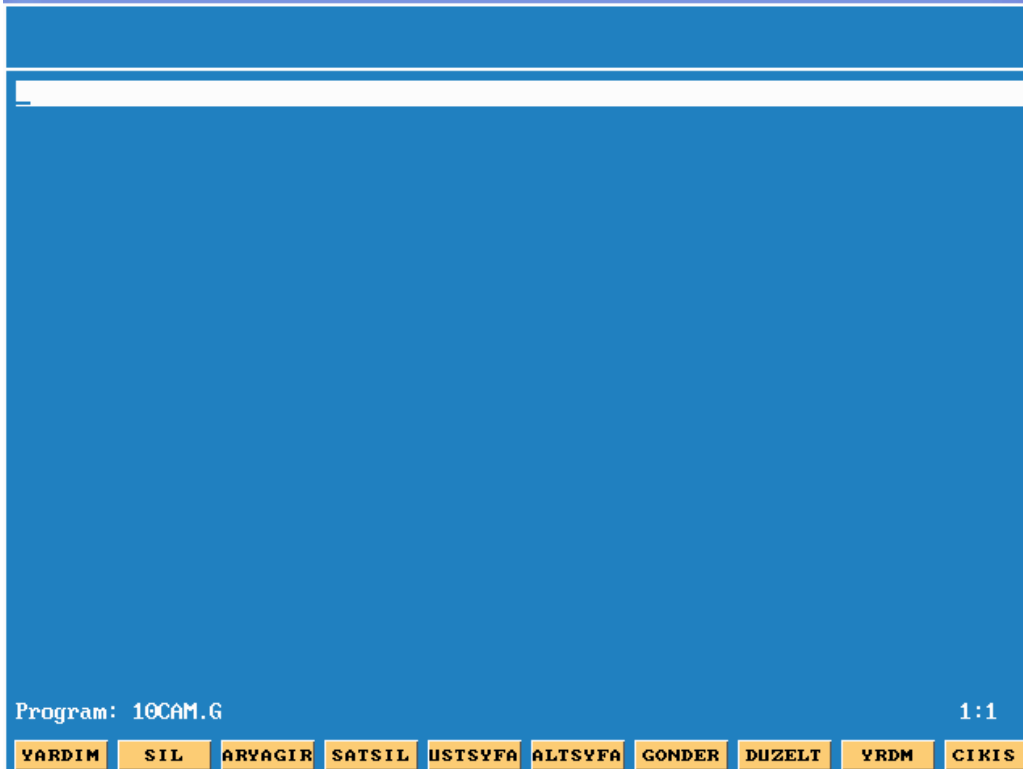 Program: 10CAM.G 1:1
YARDIM SIL ARYAGIR SATSIL USTSYFA ALTSYFA GONDER DUZELT YRDM CIKIS